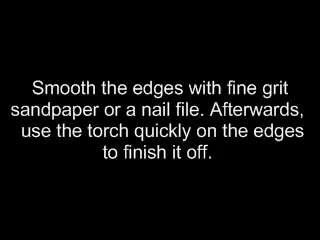 Smooth the edges with fine grit
sandpaper or a nail file. Afterwards,
use the torch quickly on the edges
to finish it off.